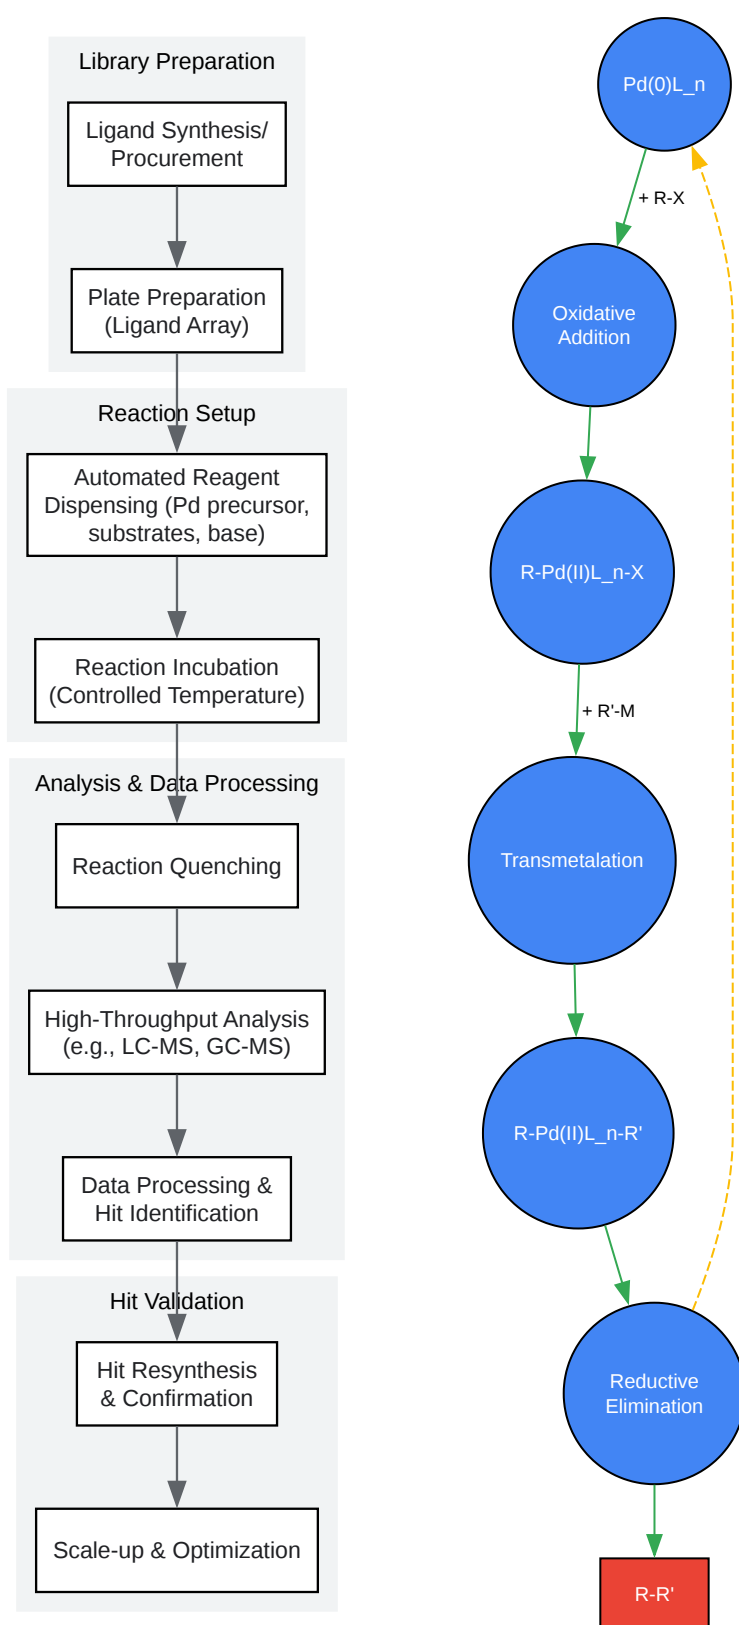 Library Preparation
Ligand Synthesis/
Procurement
Plate Preparation
(Ligand Array)
Reaction Setup
Automated Reagent
Dispensing (Pd precursor,
substrates, base)
Reaction Incubation
(Controlled Temperature)
Analysis & Data Processing
Reaction Quenching
High-Throughput Analysis
(e.g., LC-MS, GC-MS)
Data Processing &
Hit Identification
Hit Validation
Hit Resynthesis
& Confirmation
Scale-up & Optimization
Pd(0)L_n
+ R-X
Oxidative
Addition
R-Pd(II)L_n-X
+ R'-M
Transmetalation
R-Pd(II)L_n-R'
Reductive
Elimination
R-R'